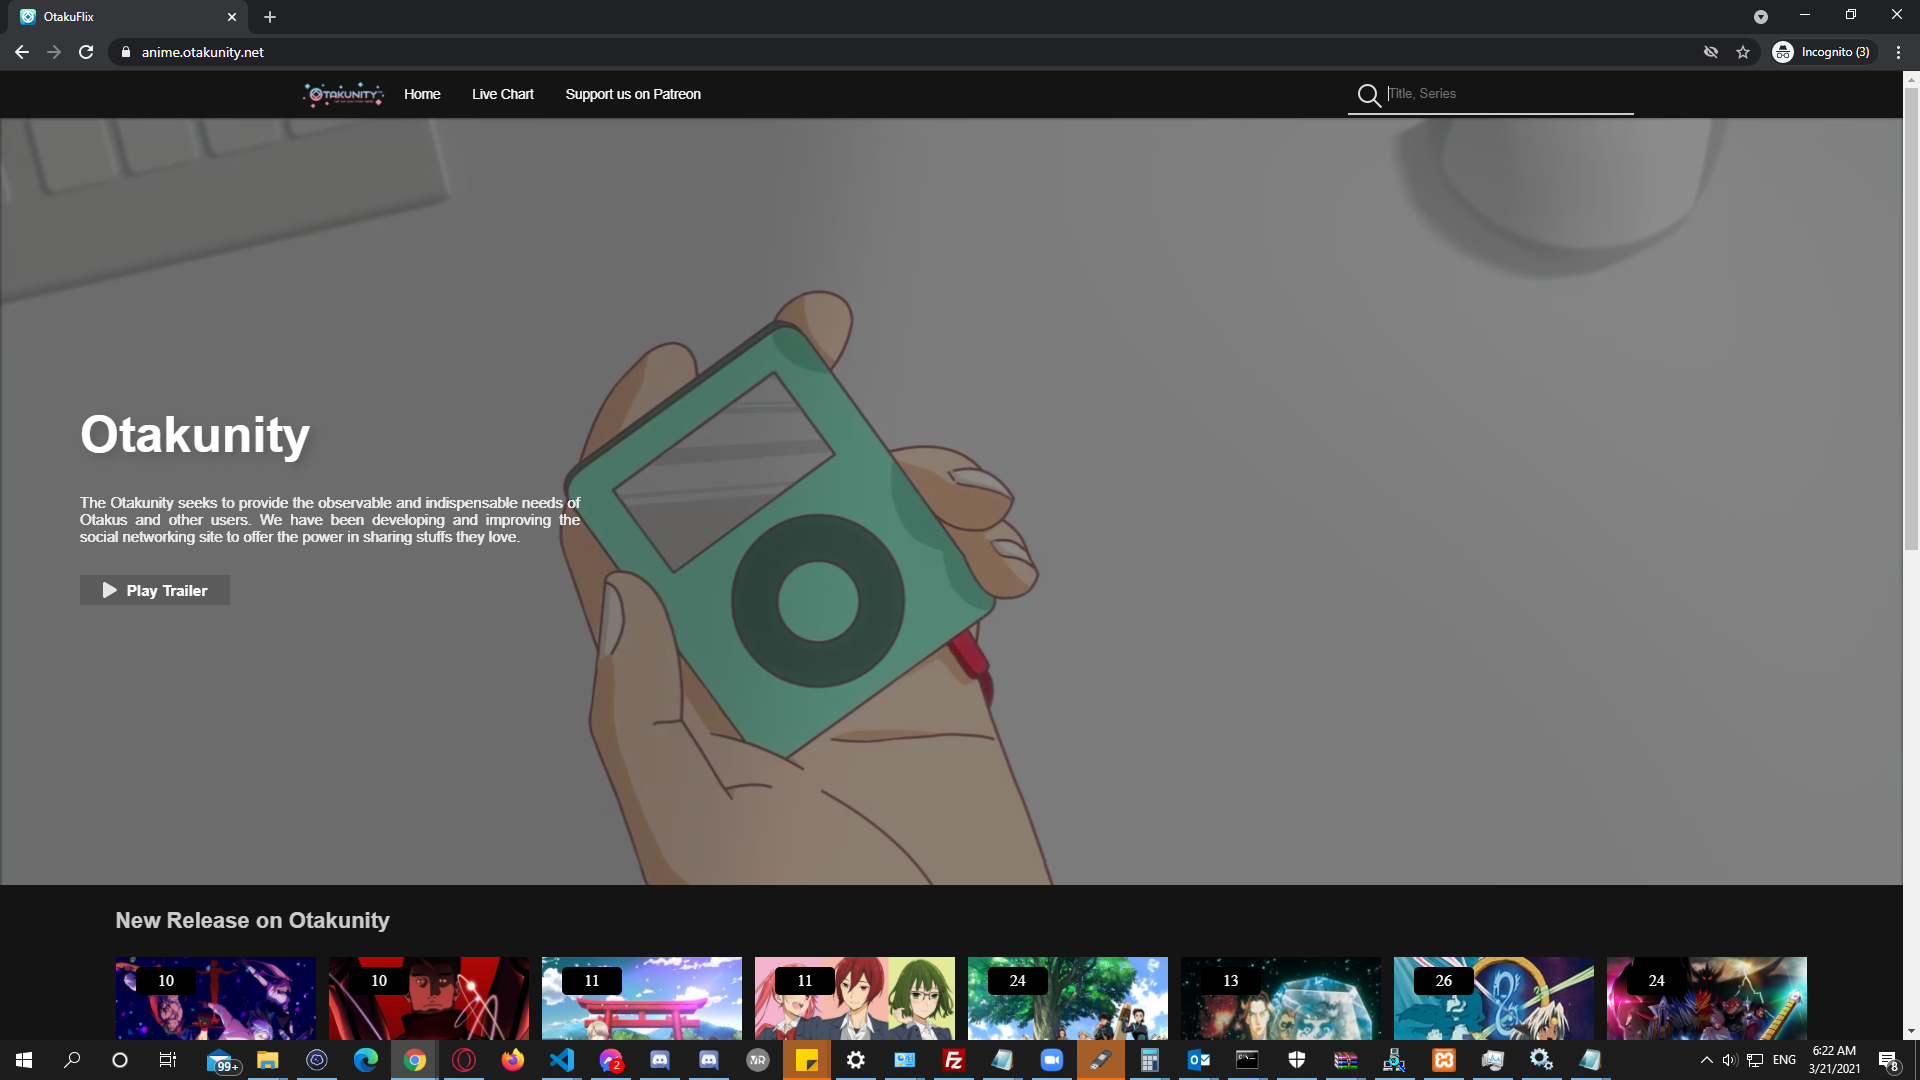 OtakuFlix
anime.otakunity.net
Incognito (3)
OTAKUNITY
Home
Live Chart
Support us on Patreon
Title, Series
Otakunity
The Otakunity seeks to provide the observable and indispensable needs of
Otakus and other users. We have been developing and improving the
social networking site to offer the power in sharing stuffs they love.
Play Trailer
New Release on Otakunity
10
10
11
11
24
13
26
24
99+
2
VR
ENG
6:22 AM
3/21/2021
8